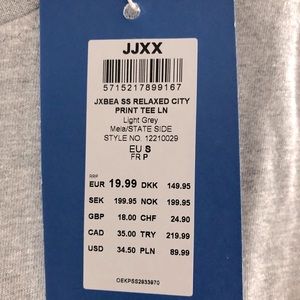 JJXX
5715217899167
JXBEA SS RELAXED CITY
PRINT TEE LN
Light Grey
Mela/STATE SIDE
STYLE NO. 12210029
EU S
FR P
RRP
EUR 19.99 DKK 149.95
SEK 199.95 NOK 199.95
GBP 18.00 CHF 24.90
CAD 35.00 TRY 219.99
USD 34.50 PLN 89.99
OEKPSS2933970